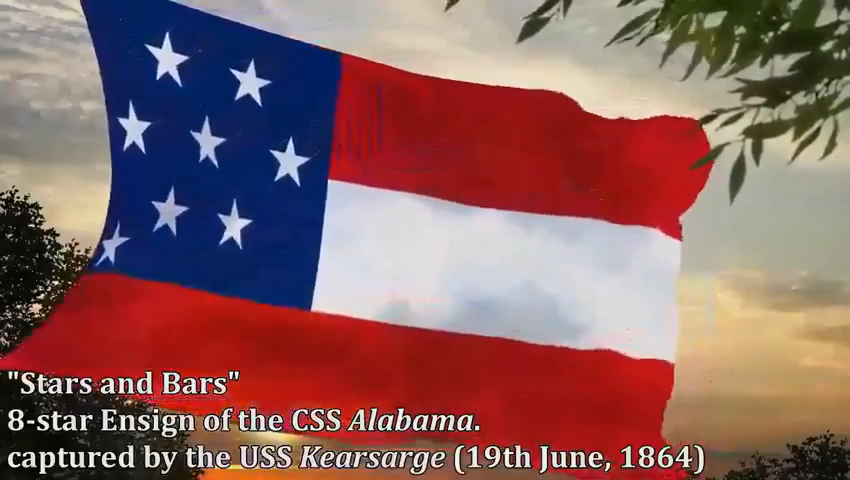 "Stars and Bars"
8-star Ensign of the CSS Alabama.
captured by the USS Kearsarge (19th June, 1864)